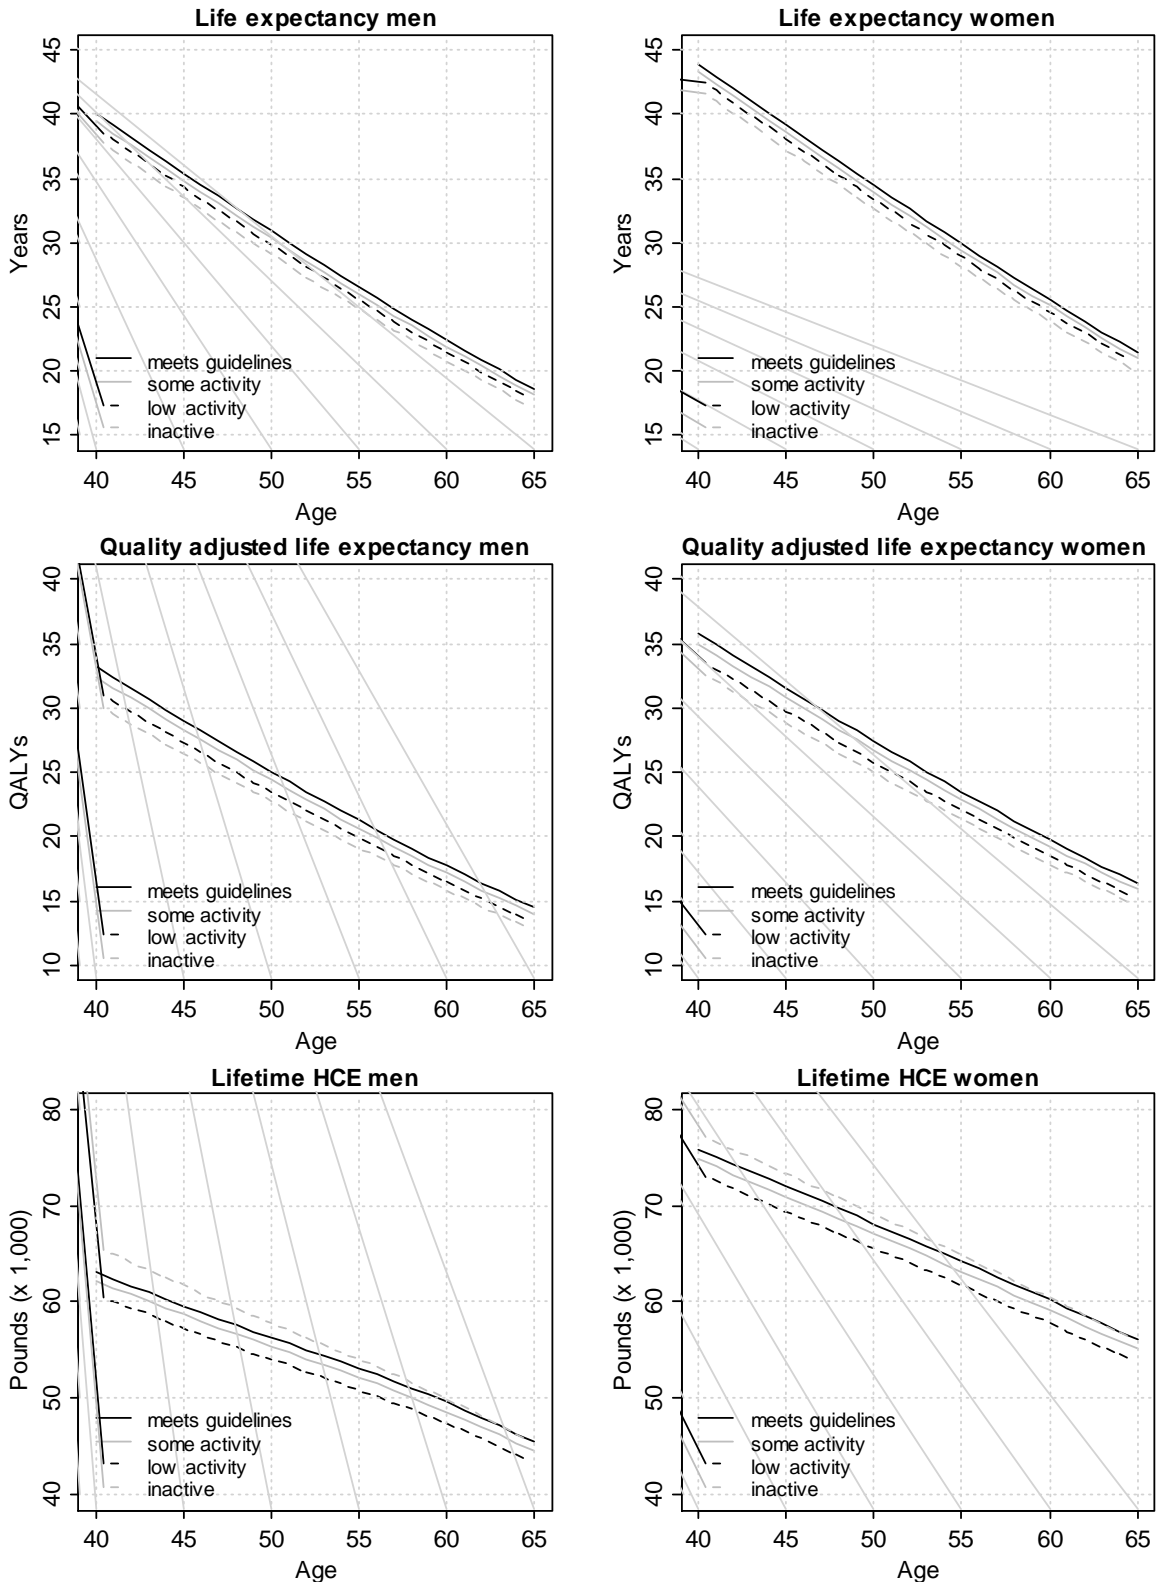 Life expectancy men
Years
45
40
35
30
25
20
15
meets guidelines
some activity
low activity
inactive
40 45 50 55 60 65
Age
Life expectancy women
Years
45
40
35
30
25
20
15
meets guidelines
some activity
low activity
inactive
40 45 50 55 60 65
Age
Quality adjusted life expectancy men
QALYs
40
35
30
25
20
15
10
meets guidelines
some activity
low activity
inactive
40 45 50 55 60 65
Age
Quality adjusted life expectancy women
QALYs
40
35
30
25
20
15
10
meets guidelines
some activity
low activity
inactive
40 45 50 55 60 65
Age
Lifetime HCE men
Pounds (x 1,000)
80
70
60
50
40
meets guidelines
some activity
low activity
inactive
40 45 50 55 60 65
Age
Lifetime HCE women
Pounds (x 1,000)
80
70
60
50
40
meets guidelines
some activity
low activity
inactive
40 45 50 55 60 65
Age